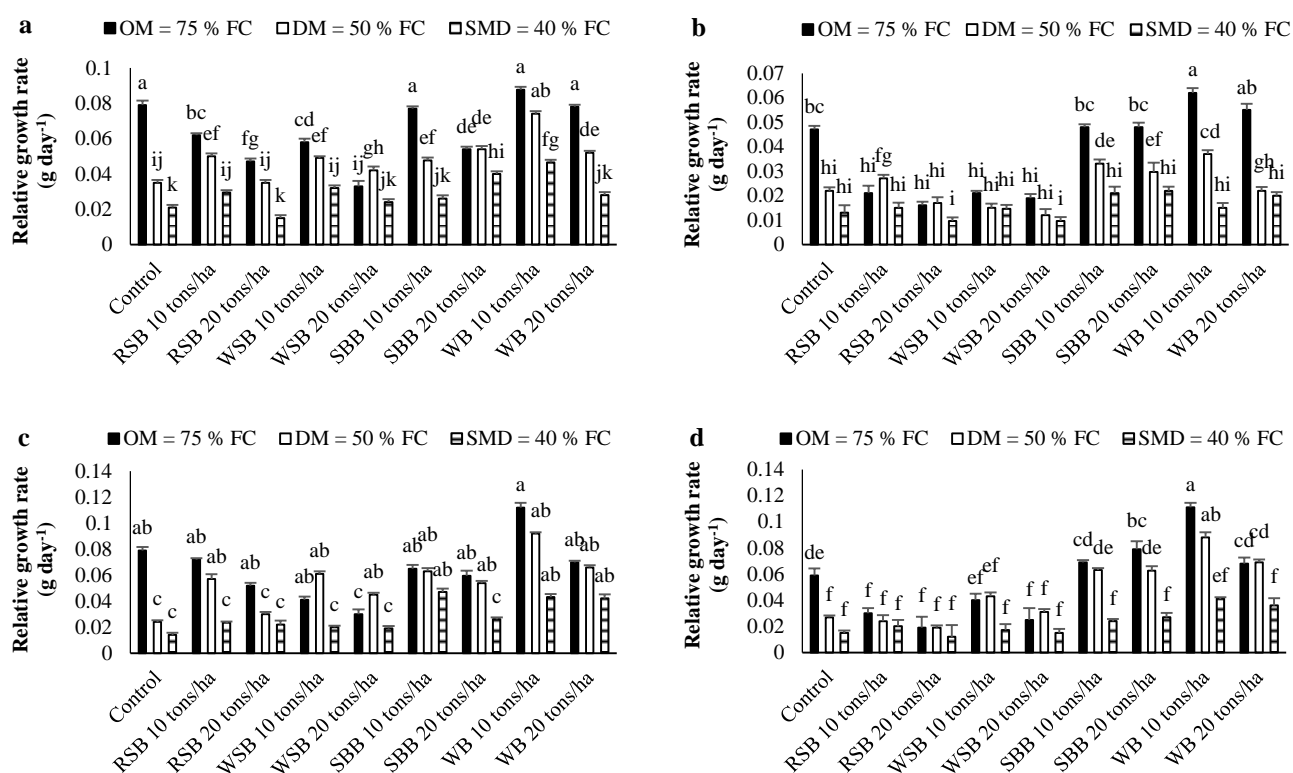 a
OM = 75 % FC DM = 50 % FC SMD = 40 % FC
Relative growth rate
(g day-1)
0.1
0.08
0.06
0.04
0.02
0
a ij k bc ef ij fg ij k cd ef ij ij gh jk a ef jk de de hi a ab fg a de jk
Control
RSB 10 tons/ha
RSB 20 tons/ha
WSB 10 tons/ha
WSB 20 tons/ha
SBB 10 tons/ha
SBB 20 tons/ha
WB 10 tons/ha
WB 20 tons/ha
b
OM = 75 % FC DM = 50 % FC SMD = 40 % FC
Relative growth rate
(g day-1)
0.07
0.06
0.05
0.04
0.03
0.02
0.01
0
bc hi hi hi fg hi hi hi i hi hi hi hi hi i bc de hi bc ef hi a cd hi ab gh hi
Control
RSB 10 tons/ha
RSB 20 tons/ha
WSB 10 tons/ha
WSB 20 tons/ha
SBB 10 tons/ha
SBB 20 tons/ha
WB 10 tons/ha
WB 20 tons/ha
c
OM = 75 % FC DM = 50 % FC SMD = 40 % FC
Relative growth rate
(g day-1)
0.14
0.12
0.1
0.08
0.06
0.04
0.02
0
ab c c ab ab c ab c c ab ab c c ab c ab ab ab ab ab c a ab ab ab ab ab
Control
RSB 10 tons/ha
RSB 20 tons/ha
WSB 10 tons/ha
WSB 20 tons/ha
SBB 10 tons/ha
SBB 20 tons/ha
WB 10 tons/ha
WB 20 tons/ha
d
OM = 75 % FC DM = 50 % FC SMD = 40 % FC
Relative growth rate
(g day-1)
0.14
0.12
0.1
0.08
0.06
0.04
0.02
0
de f f f f f f f f ef ef f f f f cd de f bc de f a ab ef cd cd f
Control
RSB 10 tons/ha
RSB 20 tons/ha
WSB 10 tons/ha
WSB 20 tons/ha
SBB 10 tons/ha
SBB 20 tons/ha
WB 10 tons/ha
WB 20 tons/ha